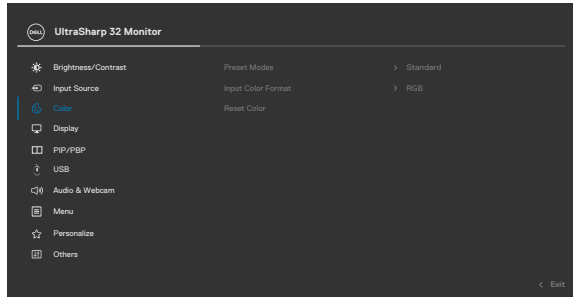 DELL UltraSharp 32 Monitor
Brightness/Contrast Preset Modes > Standard
Input Source Input Color Format > RGB
Color Reset Color
Display
PIP/PBP
USB
Audio & Webcam
Menu
Personalize
Others
< Exit